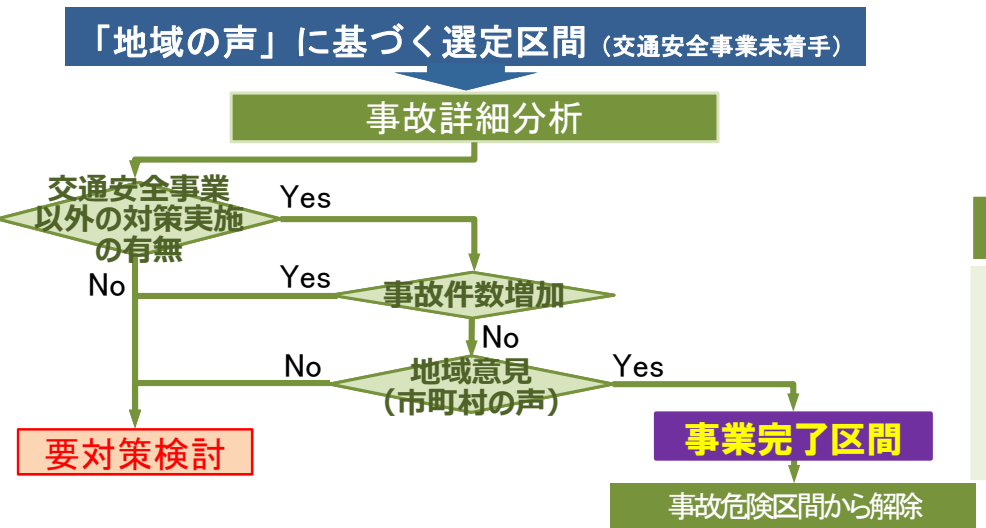 「地域の声」に基づく選定区間（交通安全事業未着手）
事故詳細分析
交通安全事業
以外の対策実施
の有無
Yes
No
Yes
事故件数増加
No
No
地域意見
（市町村の声）
Yes
要対策検討
事業完了区間
事故危険区間から解除